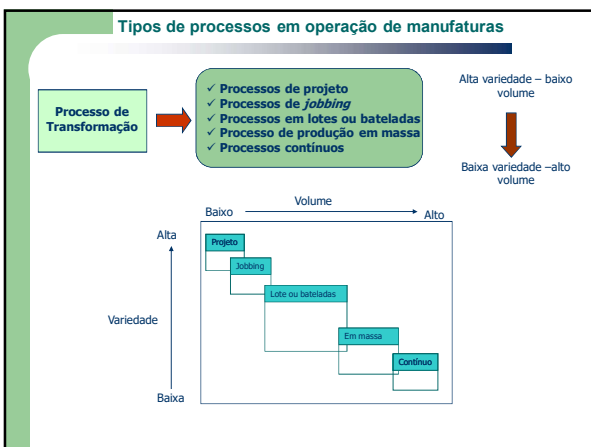 Tipos de processos em operação de manufaturas
Processo de
Transformação
✓ Processos de projeto
✓ Processos de jobbing
✓ Processos em lotes ou bateladas
✓ Processo de produção em massa
✓ Processos contínuos
Alta variedade – baixo
volume
Baixa variedade –alto
volume
Volume
Baixo
Alto
Alta
Variedade
Baixa
Projeto
Jobbing
Lote ou bateladas
Em massa
Contínuo